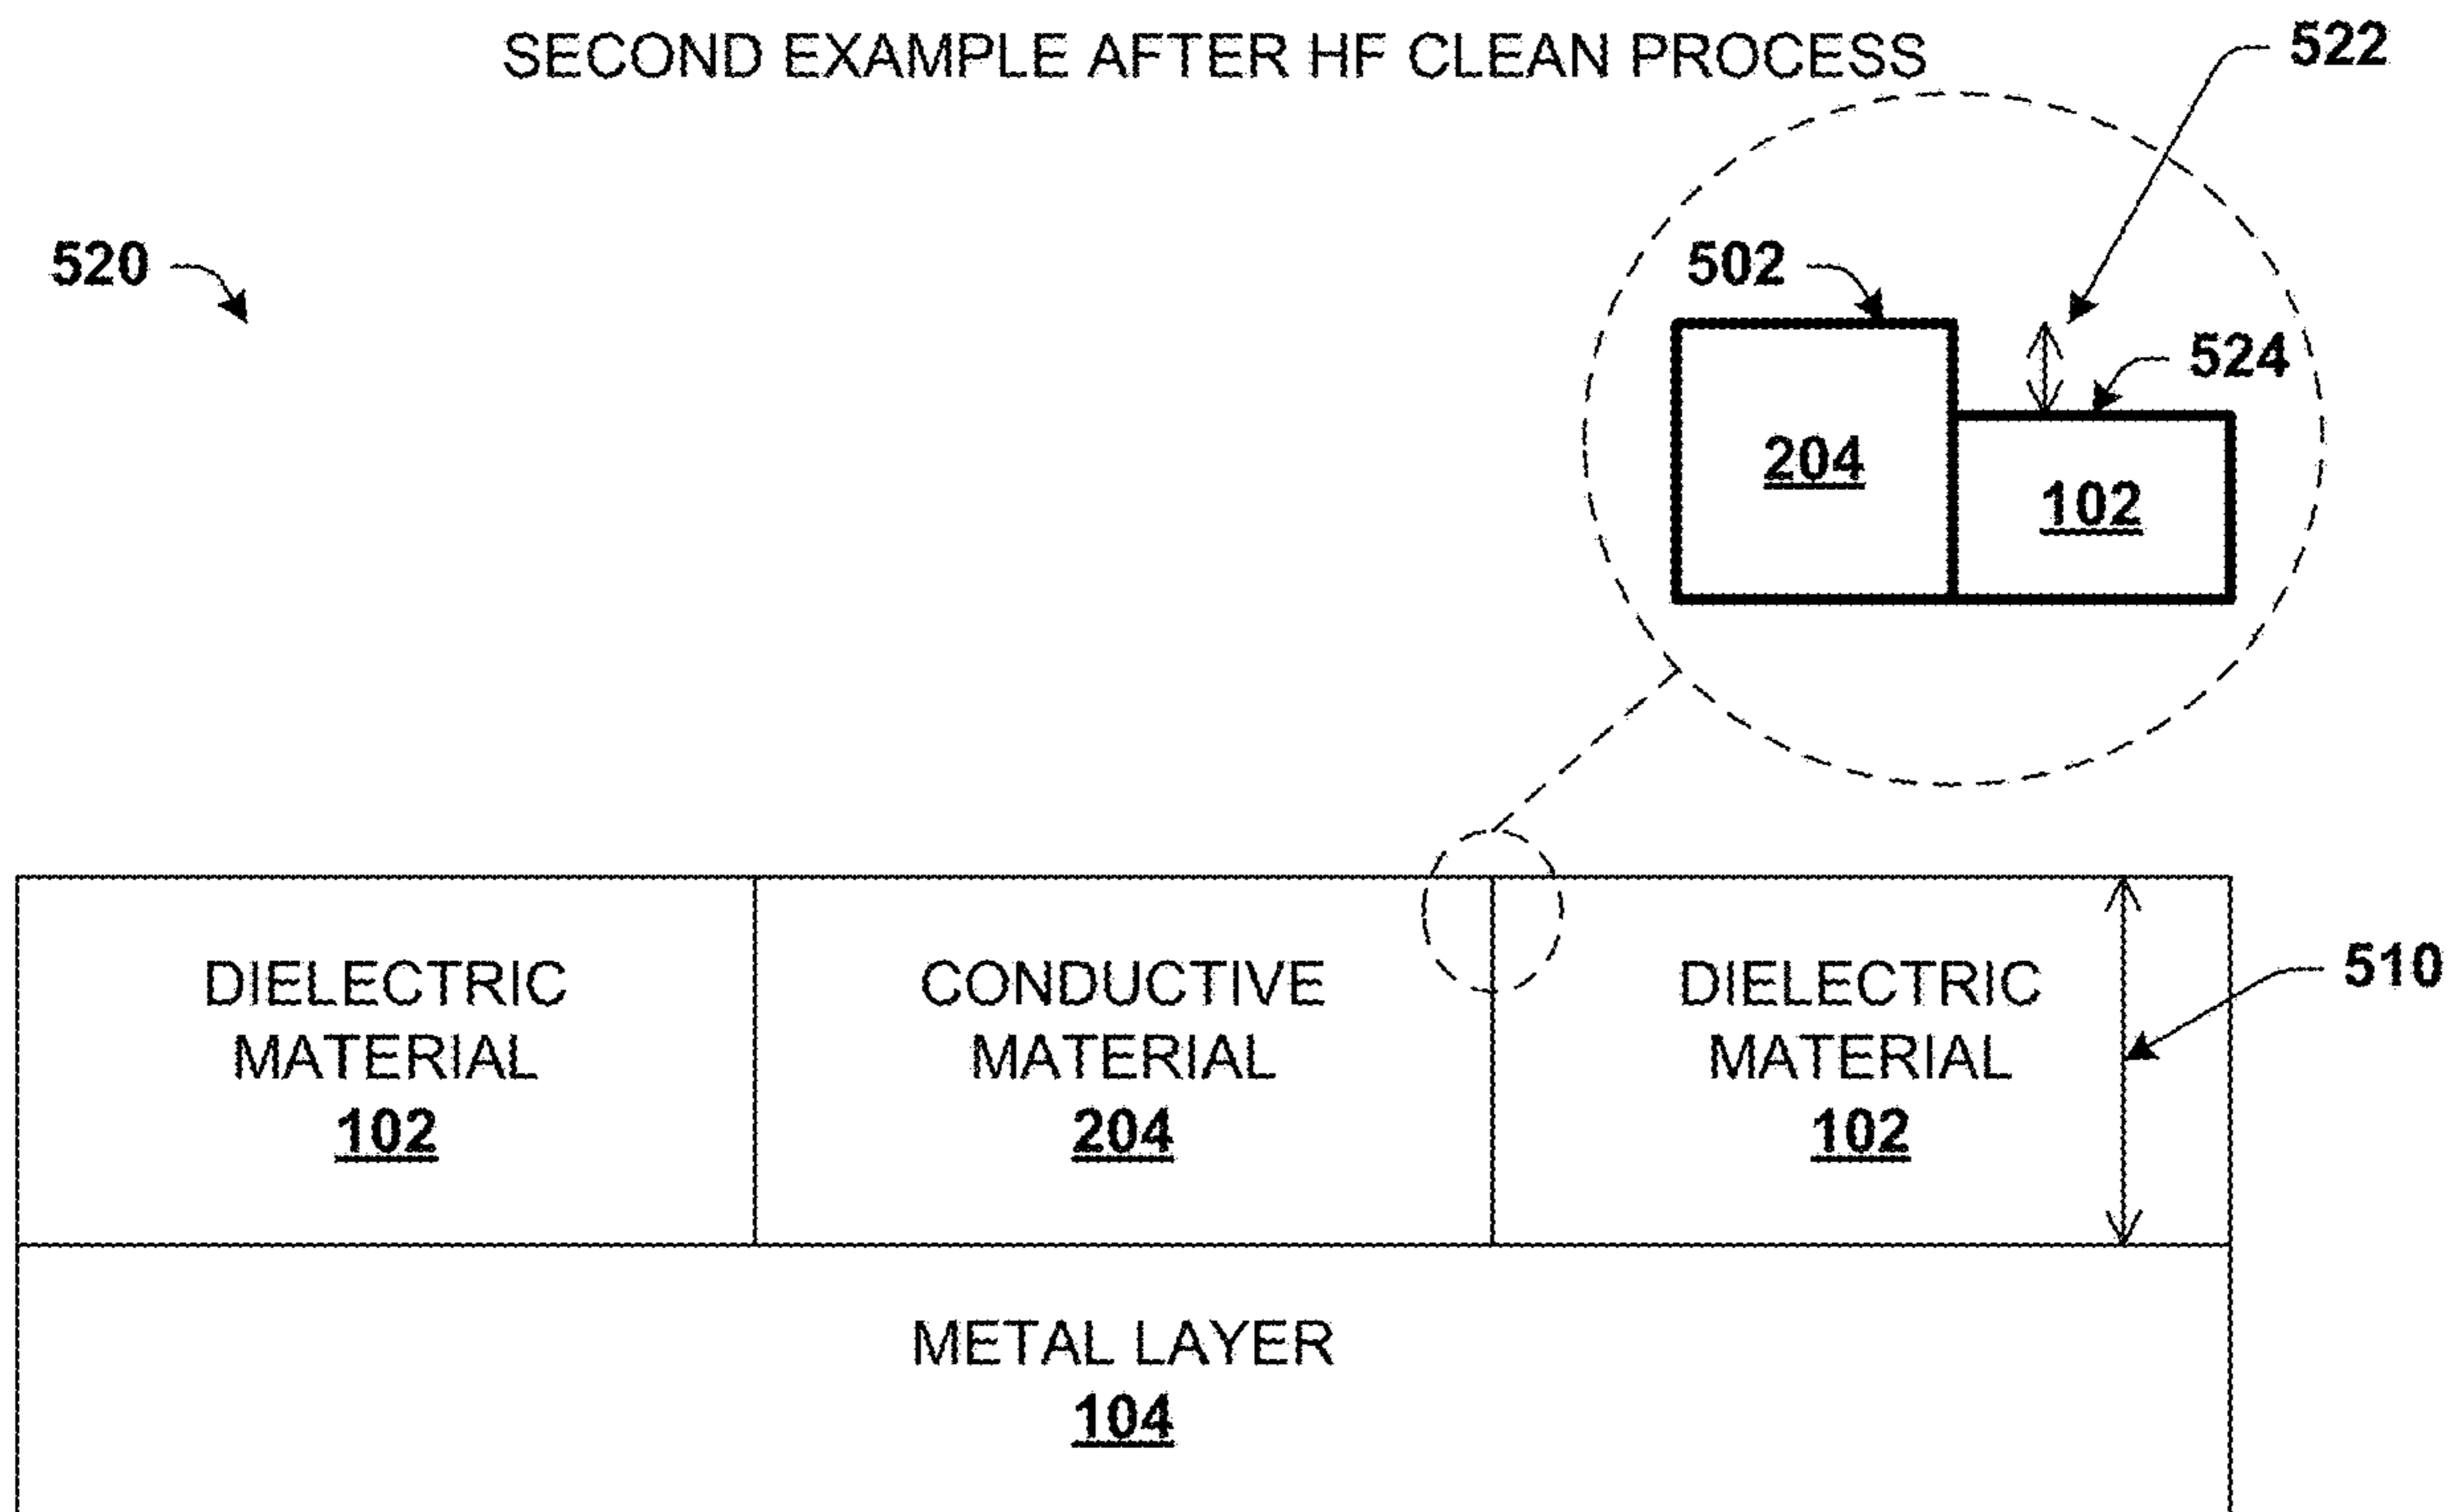 SECOND EXAMPLE AFTER HF CLEAN PROCESS
522
520
502
524
204
102
DIELECTRIC
MATERIAL
102
CONDUCTIVE
MATERIAL
204
DIELECTRIC
MATERIAL
102
510
METAL LAYER
104